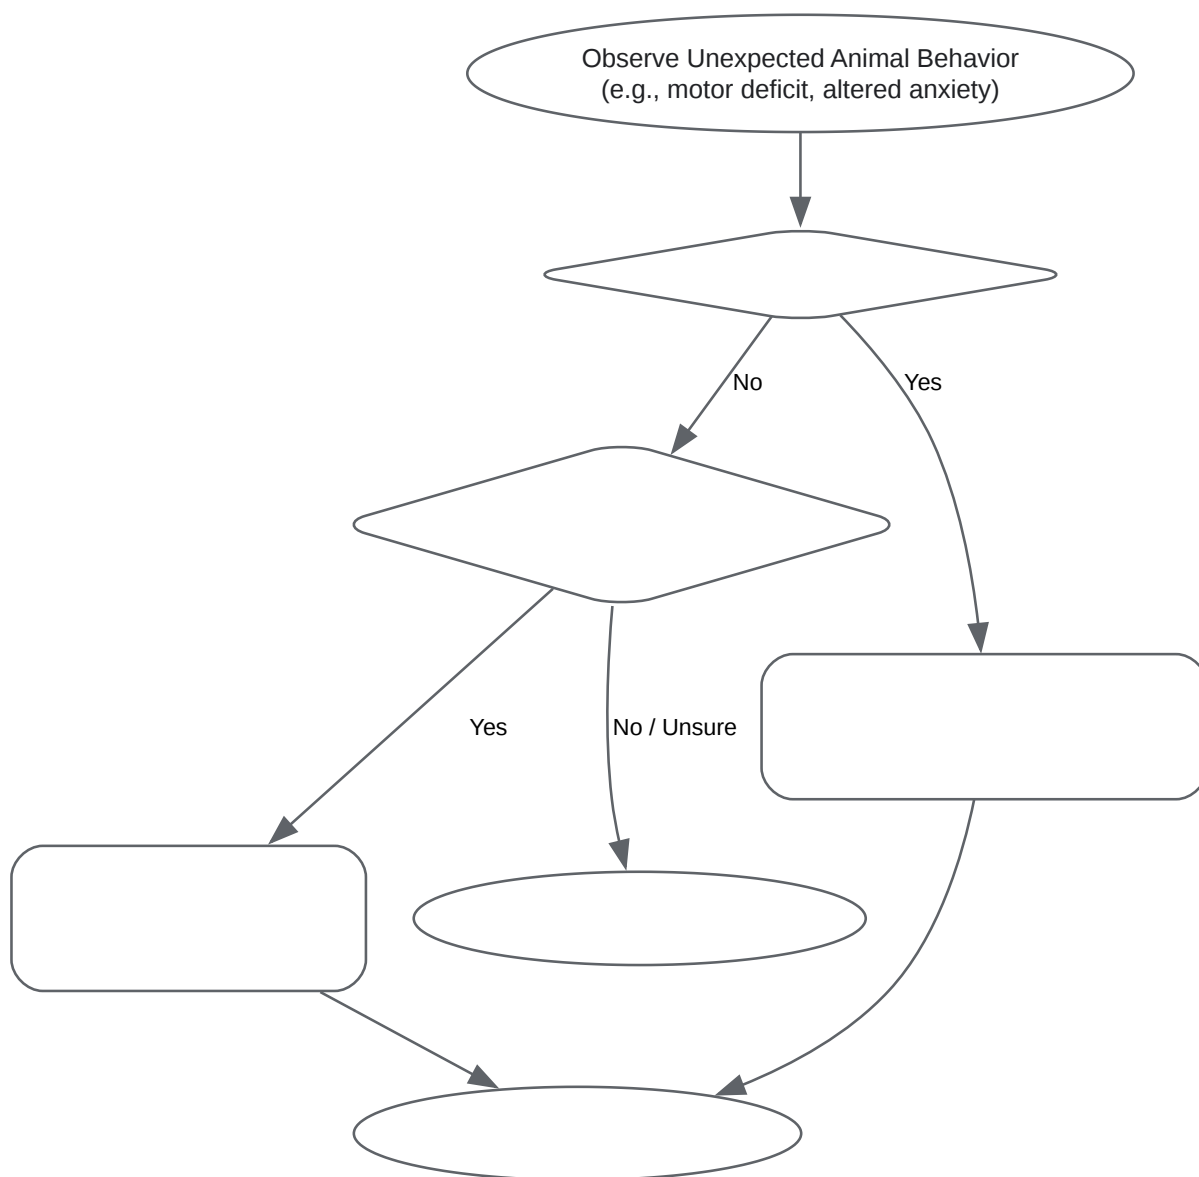 Observe Unexpected Animal Behavior
(e.g., motor deficit, altered anxiety)
No
Yes
Yes
No / Unsure